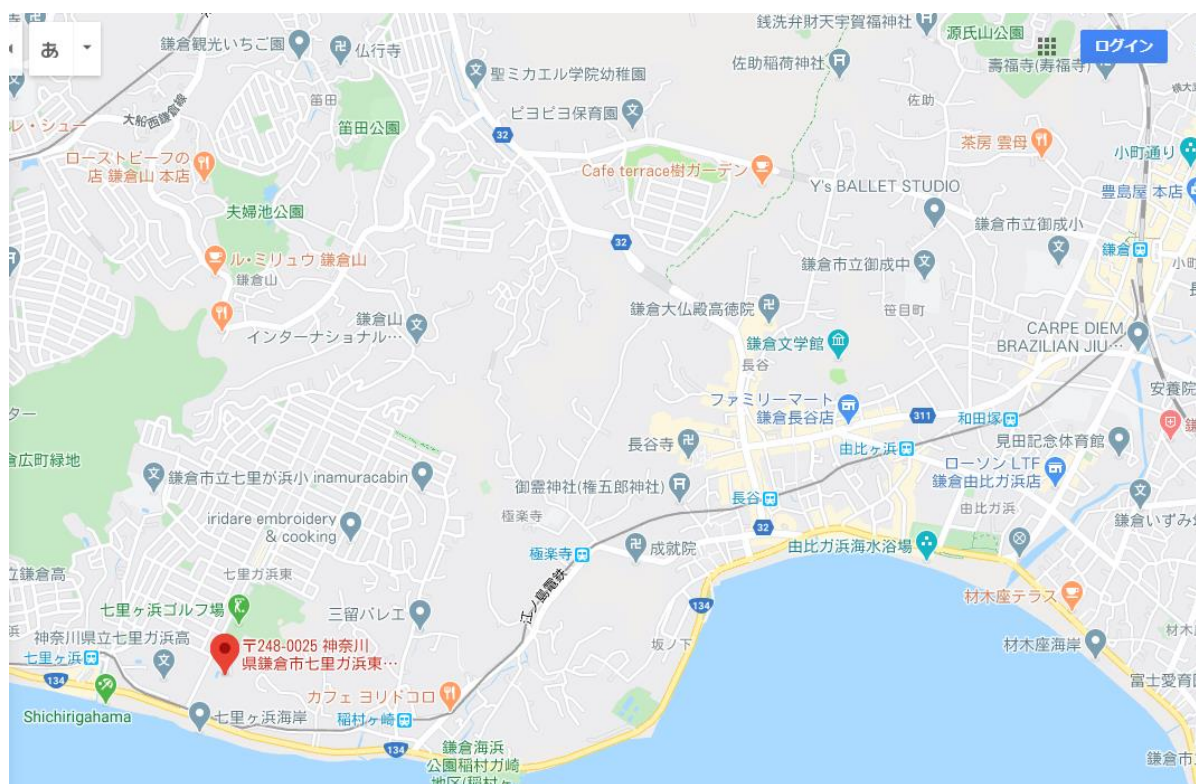 あ
ログイン
鎌倉観光いちご園
仏行寺
銭洗弁財天宇賀福神社
源氏山公園
聖ミカエル学院幼稚園
佐助稲荷神社
壽福寺(寿福寺)
大船西鎌倉線
笛田
笛田公園
ピヨピヨ保育園
佐助
ル・シュー
32
茶房 雲母
小町通り
ローストビーフの
店 鎌倉山 本店
Cafe terrace樹ガーデン
Y's BALLET STUDIO
豊島屋 本店
夫婦池公園
鎌倉市立御成小
32
鎌倉
ル・ミリュウ 鎌倉山
鎌倉山
鎌倉市立御成中
鎌倉大仏殿高徳院
笹目町
鎌倉山
インターナショナル…
CARPE DIEM
BRAZILIAN JIU…
鎌倉文学館
長谷
安養院
ファミリーマート
鎌倉長谷店
311
和田塚
長谷寺
由比ヶ浜
見田記念体育館
倉広町緑地
鎌倉市立七里が浜小
inamuracabin
御霊神社(権五郎神社)
長谷
ローソン LTF
鎌倉由比ガ浜店
由比ガ浜
極楽寺
iridare embroidery
& cooking
32
極楽寺
成就院
由比ガ浜海水浴場
立鎌倉高
七里ガ浜東
江ノ島電鉄
七里ヶ浜ゴルフ場
三留バレエ
134
材木座テラス
神奈川県立七里ガ浜高
〒248-0025 神奈川
県鎌倉市七里ガ浜東…
坂ノ下
材木座海岸
七里ヶ浜
134
カフェ ヨリドコロ
富士愛育園
Shichirigahama
七里ヶ浜海岸
稲村ヶ崎
134
鎌倉海浜
公園稲村ガ崎
地区(稲村ヶ
鎌倉市